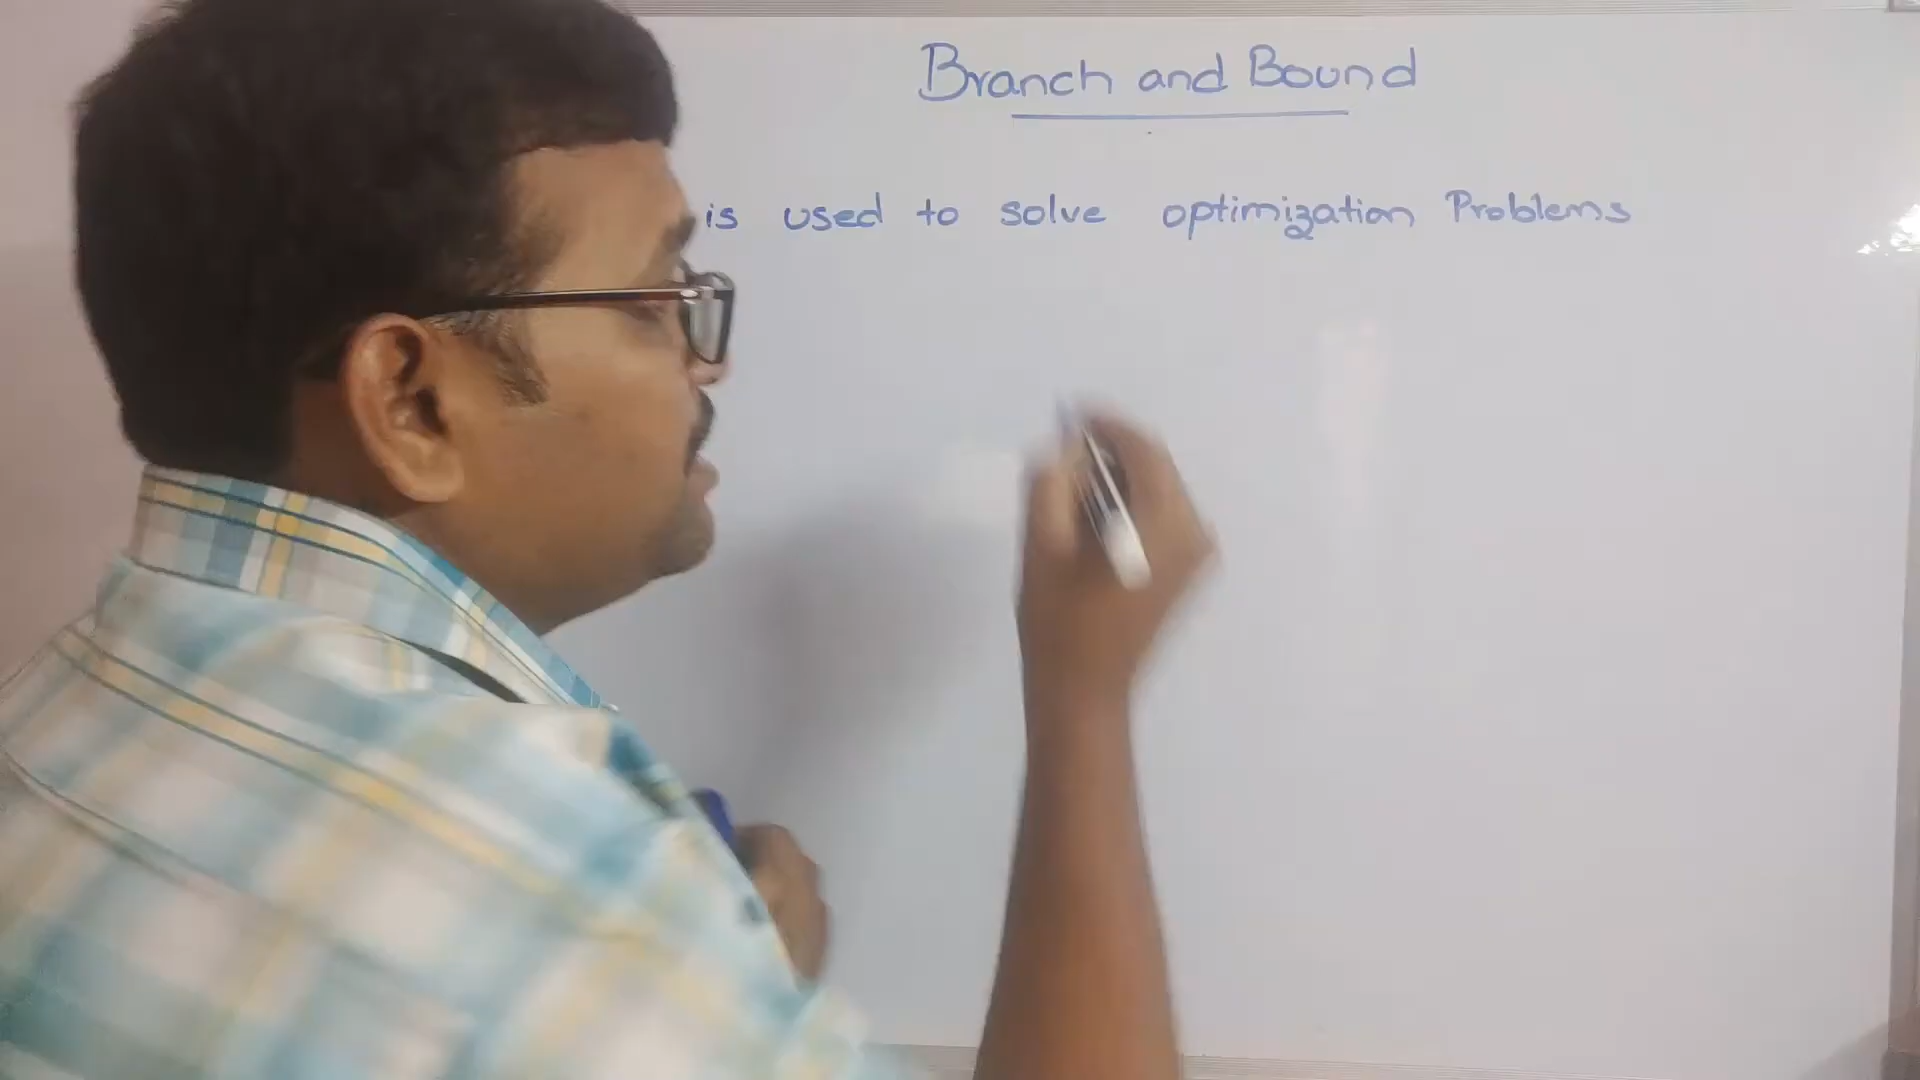 Branch and Bound
is used to solve optimization Problems